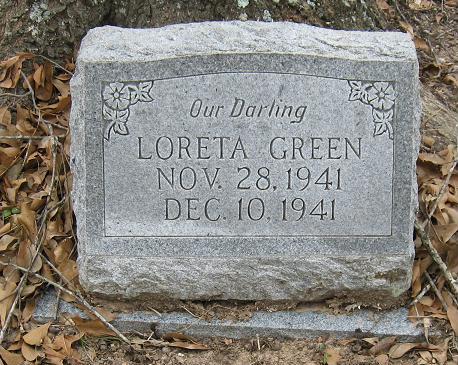 Our Darling
LORETA GREEN
NOV. 28, 1941
DEC. 10, 1941